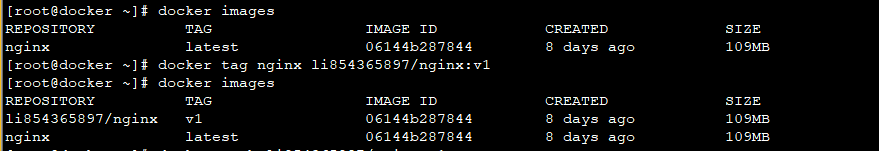 [root@docker ~]# docker images
REPOSITORY TAG IMAGE ID CREATED SIZE
nginx latest 06144b287844 8 days ago 109MB
[root@docker ~]# docker tag nginx li854365897/nginx:v1
[root@docker ~]# docker images
REPOSITORY TAG IMAGE ID CREATED SIZE
li854365897/nginx v1 06144b287844 8 days ago 109MB
nginx latest 06144b287844 8 days ago 109MB